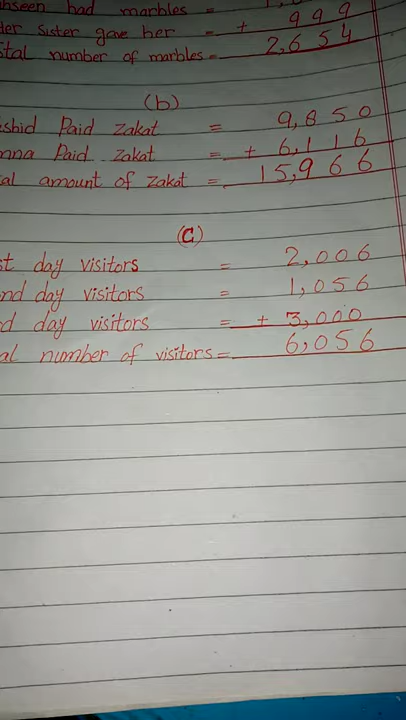 had marbles =
sister gave her = + 999
number of marbles = 2,654
(b)
Paid Zakat = 9,850
Paid Zakat = + 6,116
amount of zakat = 15,966
(C)
day visitors = 2,006
day visitors = 1,056
day visitors = + 3,000
number of visitors = 6,056